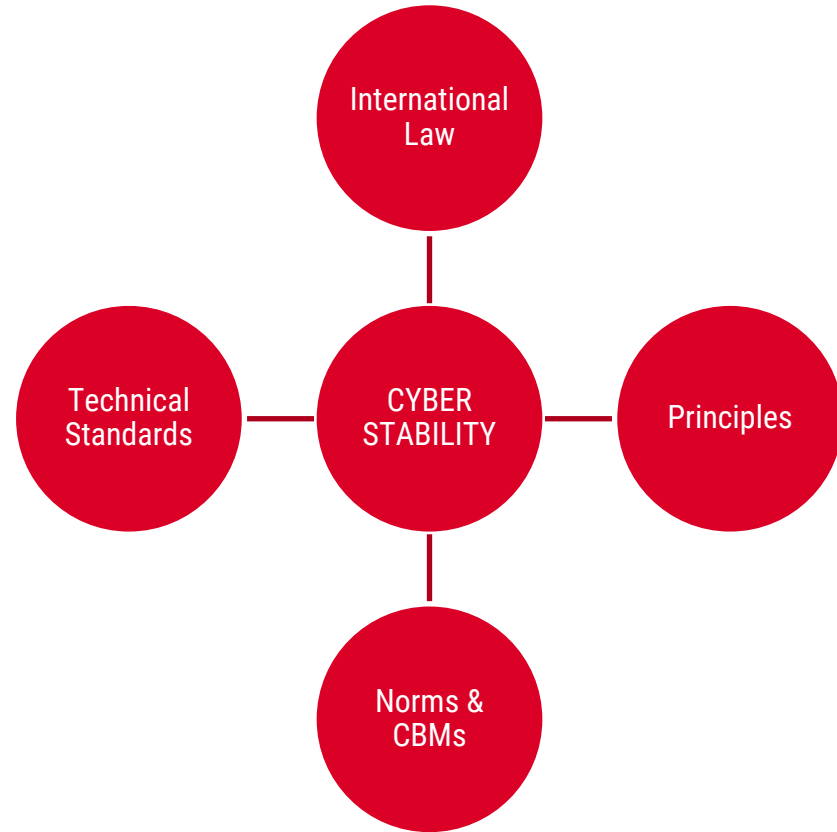 International
Law
Technical
Standards
CYBER
STABILITY
Principles
Norms &
CBMs